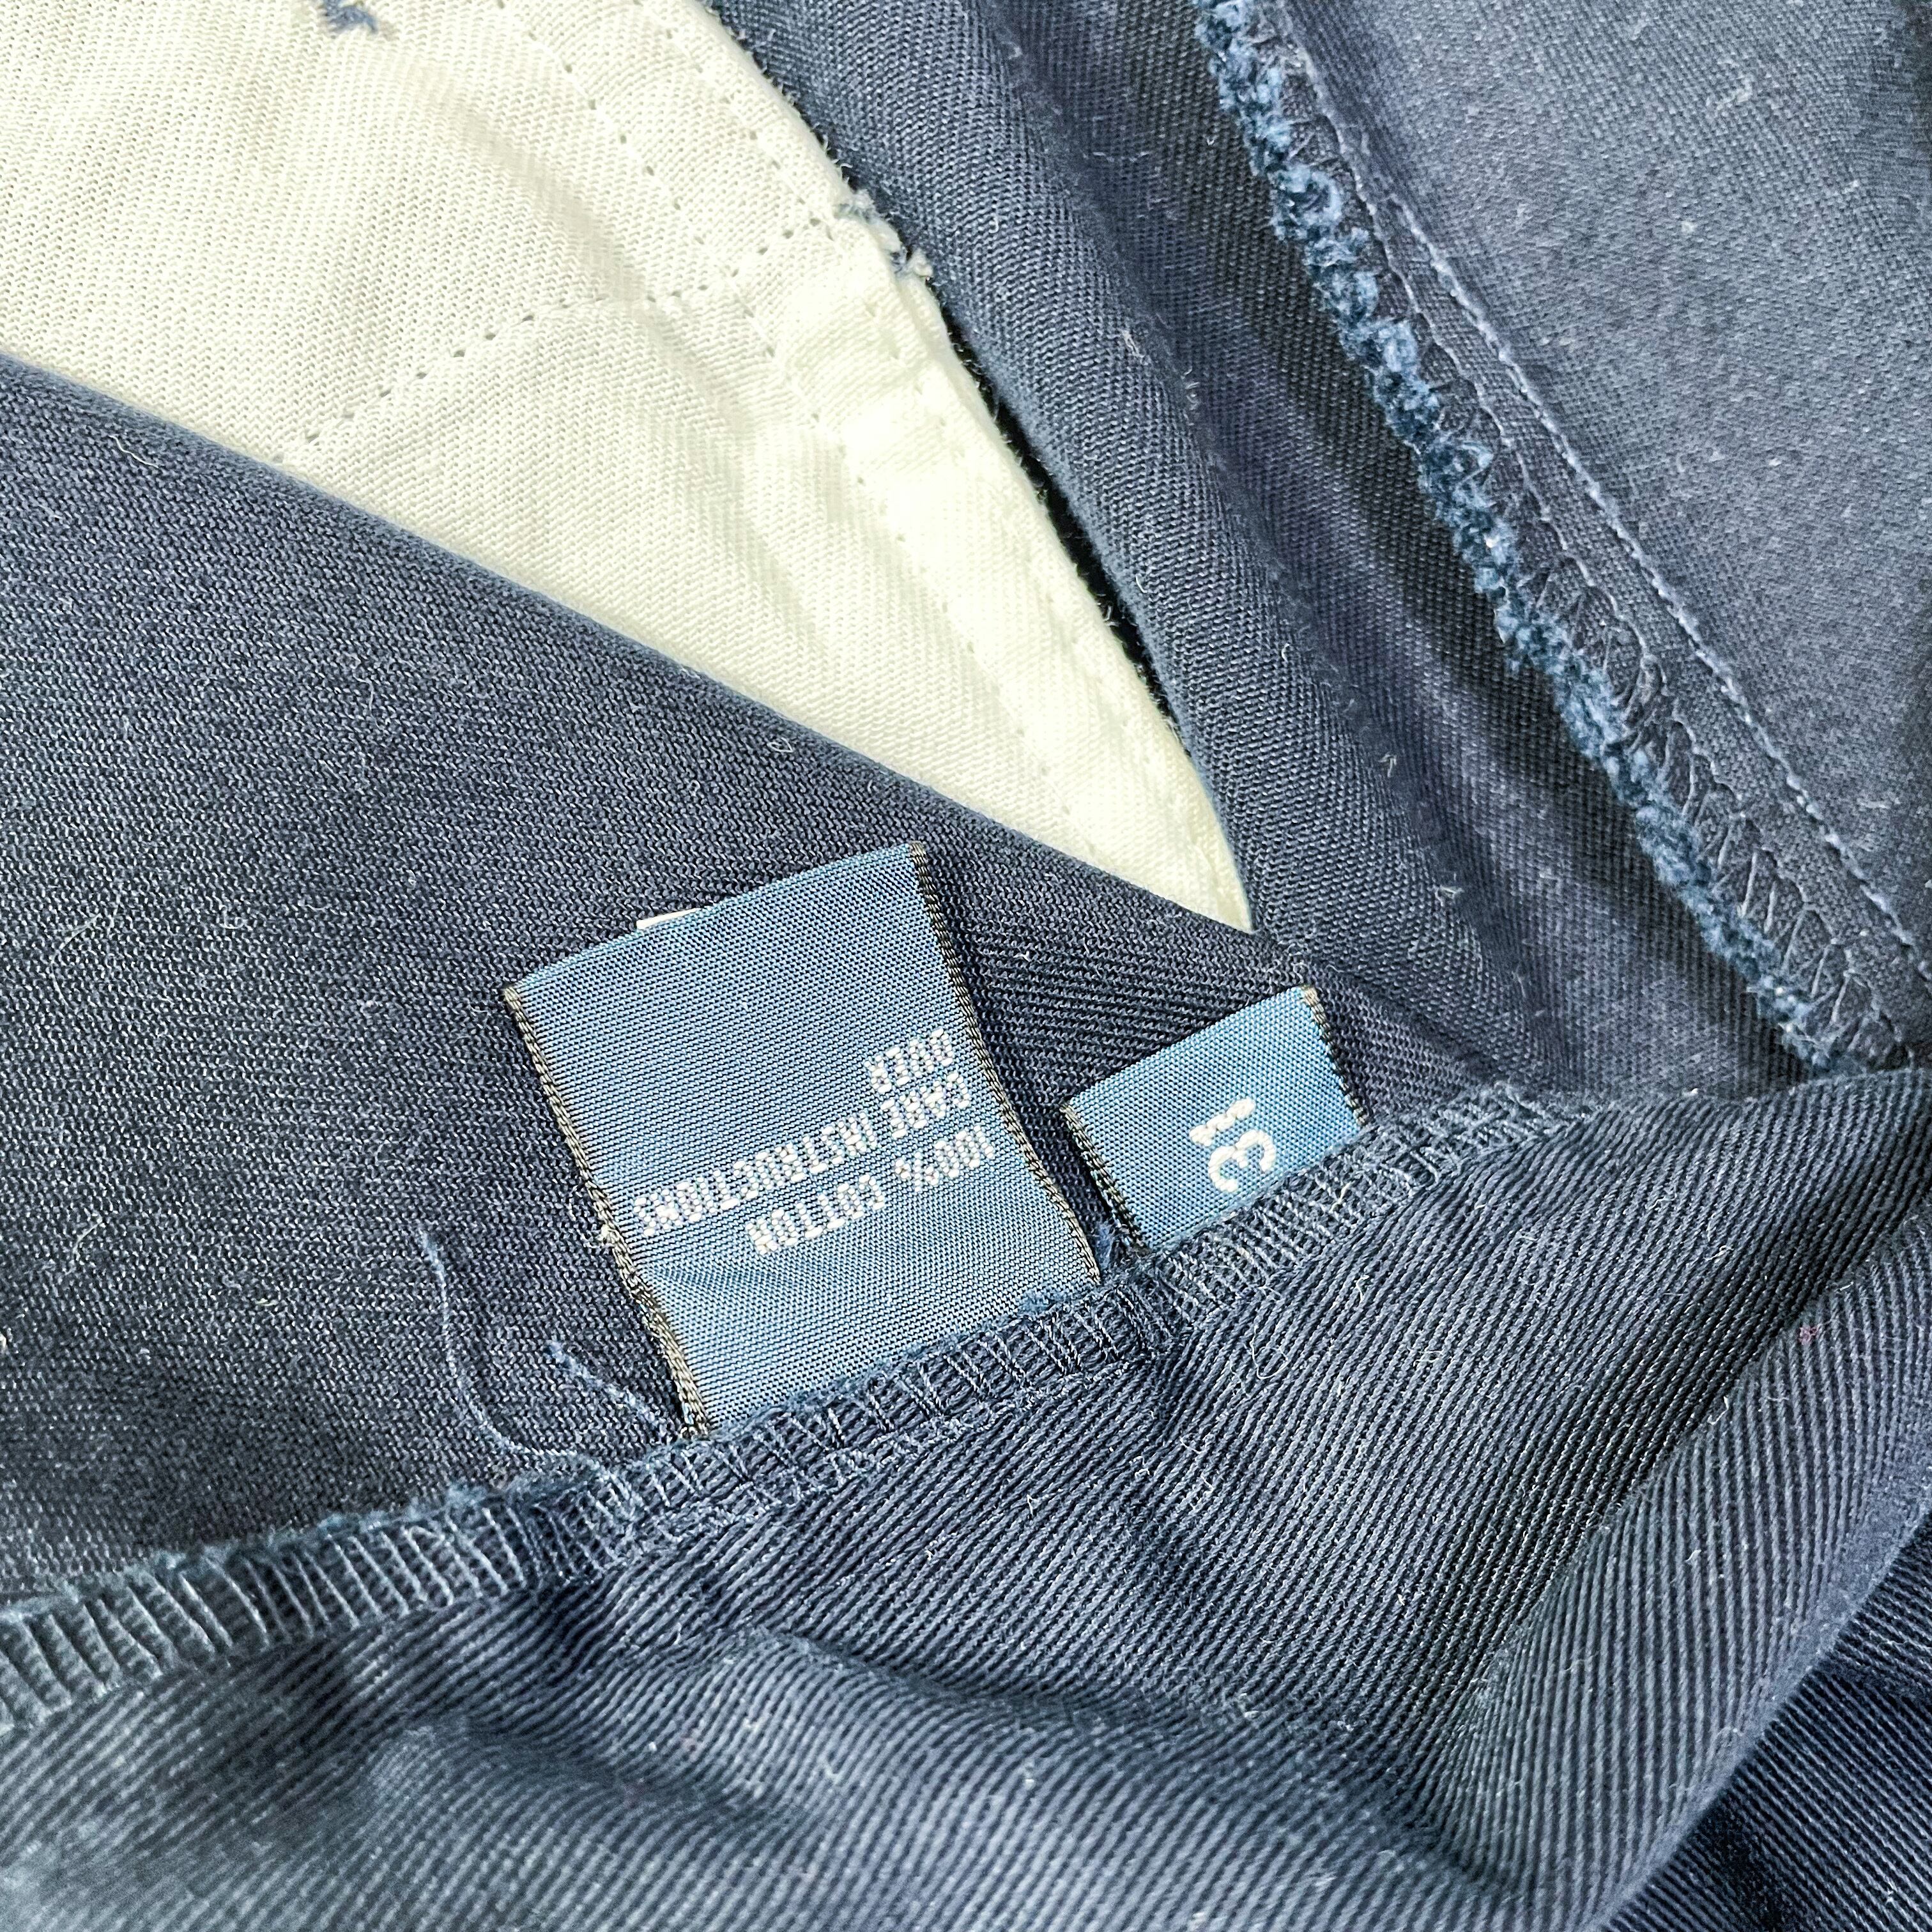 100% COTTON
CARE INSTRUCTIONS
OVER
31